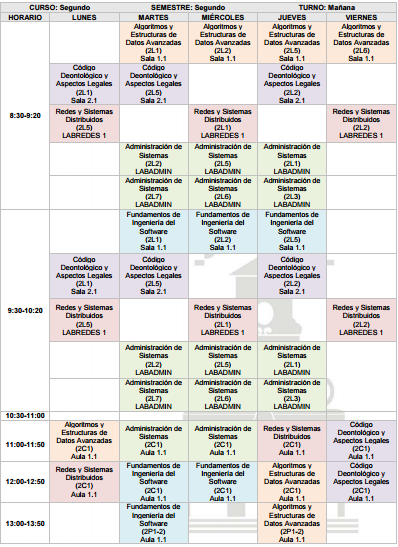 CURSO: Segundo
SEMESTRE: Segundo
TURNO: Mañana
HORARIO
LUNES
MARTES
MIÉRCOLES
JUEVES
VIERNES
8:30-9:20
Algoritmos y
Estructuras de
Datos Avanzadas
(2L1)
Sala 1.1
Algoritmos y
Estructuras de
Datos Avanzadas
(2L2)
Sala 1.1
Algoritmos y
Estructuras de
Datos Avanzadas
(2L5)
Sala 1.1
Algoritmos y
Estructuras de
Datos Avanzadas
(2L6)
Sala 1.1
Código
Deontológico y
Aspectos Legales
(2L1)
Sala 2.1
Código
Deontológico y
Aspectos Legales
(2L5)
Sala 2.1
Código
Deontológico y
Aspectos Legales
(2L2)
Sala 2.1
Redes y Sistemas
Distribuidos
(2L5)
LABREDES 1
Redes y Sistemas
Distribuidos
(2L1)
LABREDES 1
Redes y Sistemas
Distribuidos
(2L2)
LABREDES 1
Administración de
Sistemas
(2L2)
LABADMIN
Administración de
Sistemas
(2L5)
LABADMIN
Administración de
Sistemas
(2L1)
LABADMIN
Administración de
Sistemas
(2L7)
LABADMIN
Administración de
Sistemas
(2L6)
LABADMIN
Administración de
Sistemas
(2L3)
LABADMIN
9:30-10:20
Fundamentos de
Ingeniería del
Software
(2L1)
Sala 1.1
Fundamentos de
Ingeniería del
Software
(2L2)
Sala 1.1
Fundamentos de
Ingeniería del
Software
(2L5)
Sala 1.1
Código
Deontológico y
Aspectos Legales
(2L1)
Sala 2.1
Código
Deontológico y
Aspectos Legales
(2L5)
Sala 2.1
Código
Deontológico y
Aspectos Legales
(2L2)
Sala 2.1
Redes y Sistemas
Distribuidos
(2L5)
LABREDES 1
Redes y Sistemas
Distribuidos
(2L1)
LABREDES 1
Redes y Sistemas
Distribuidos
(2L2)
LABREDES 1
Administración de
Sistemas
(2L2)
LABADMIN
Administración de
Sistemas
(2L5)
LABADMIN
Administración de
Sistemas
(2L1)
LABADMIN
Administración de
Sistemas
(2L7)
LABADMIN
Administración de
Sistemas
(2L6)
LABADMIN
Administración de
Sistemas
(2L3)
LABADMIN
10:30-11:00
11:00-11:50
Algoritmos y
Estructuras de
Datos Avanzadas
(2C1)
Aula 1.1
Administración de
Sistemas
(2C1)
Aula 1.1
Administración de
Sistemas
(2C1)
Aula 1.1
Redes y Sistemas
Distribuidos
(2C1)
Aula 1.1
Código
Deontológico y
Aspectos Legales
(2C1)
Aula 1.1
12:00-12:50
Redes y Sistemas
Distribuidos
(2C1)
Aula 1.1
Fundamentos de
Ingeniería del
Software
(2C1)
Aula 1.1
Fundamentos de
Ingeniería del
Software
(2C1)
Aula 1.1
Algoritmos y
Estructuras de
Datos Avanzadas
(2C1)
Aula 1.1
Código
Deontológico y
Aspectos Legales
(2C1)
Aula 1.1
13:00-13:50
Fundamentos de
Ingeniería del
Software
(2P1-2)
Aula 1.1
Algoritmos y
Estructuras de
Datos Avanzadas
(2P1-2)
Aula 1.1